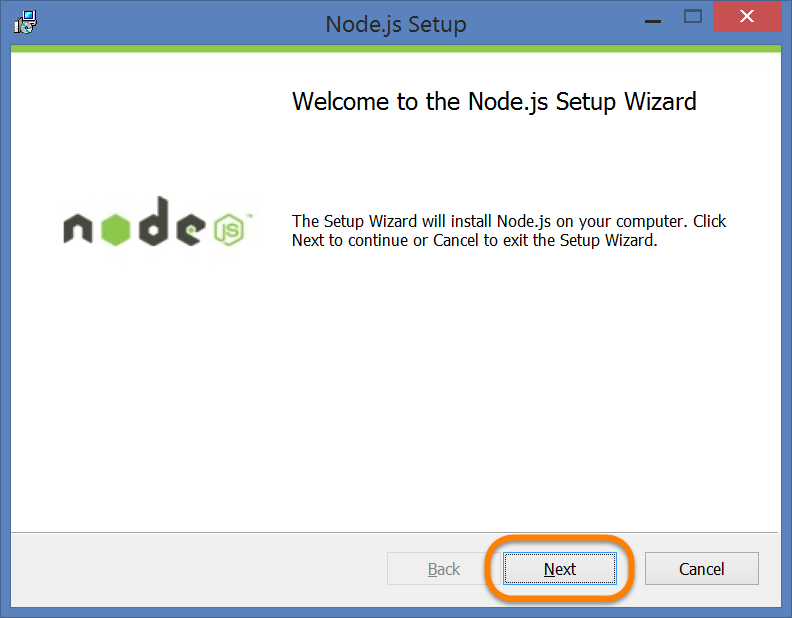 Node.js Setup
Welcome to the Node.js Setup Wizard
node JS ™
The Setup Wizard will install Node.js on your computer. Click
Next to continue or Cancel to exit the Setup Wizard.
Back
Next
Cancel